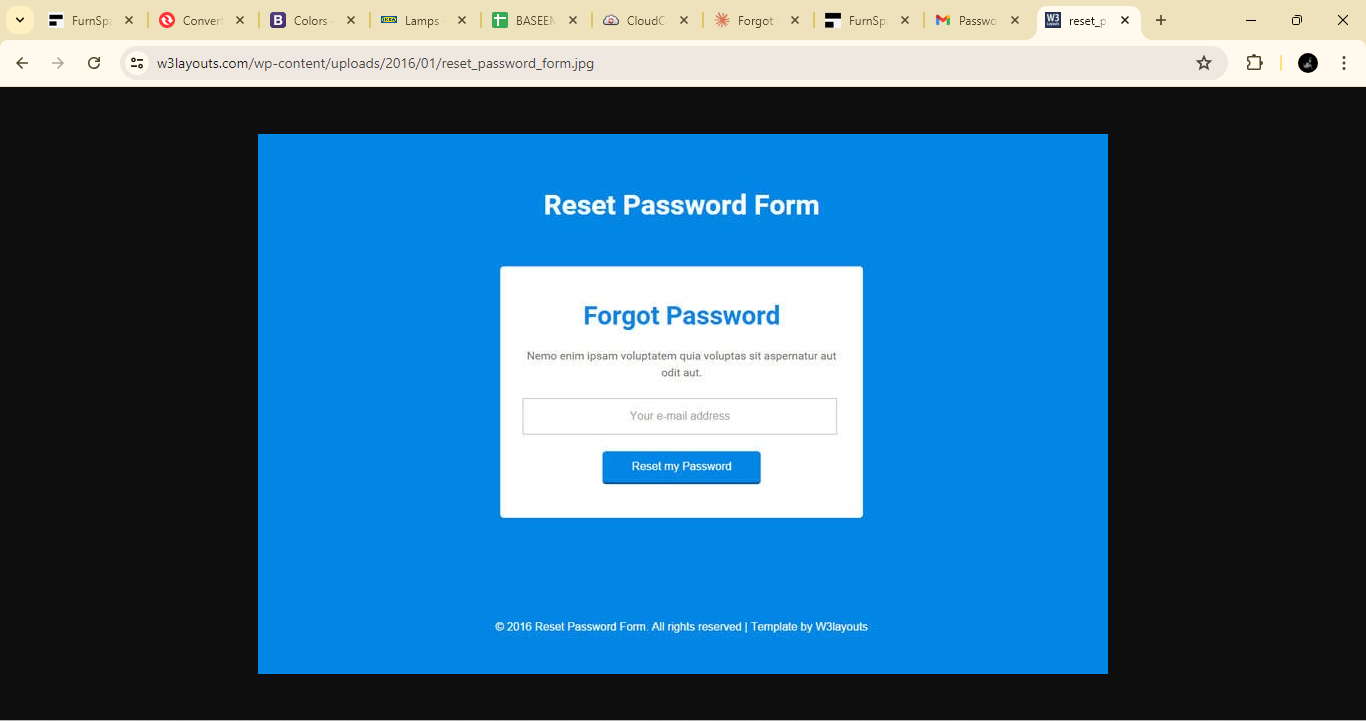 FurnSp
Conver
Colors
Lamps
BASEEM
CloudC
Forgot
FurnSp
Passwo
reset_p
w3layouts.com/wp-content/uploads/2016/01/reset_password_form.jpg
Reset Password Form
Forgot Password
Nemo enim ipsam voluptatem quia voluptas sit aspernatur aut
odit aut.
Your e-mail address
Reset my Password
© 2016 Reset Password Form. All rights reserved | Template by W3layouts